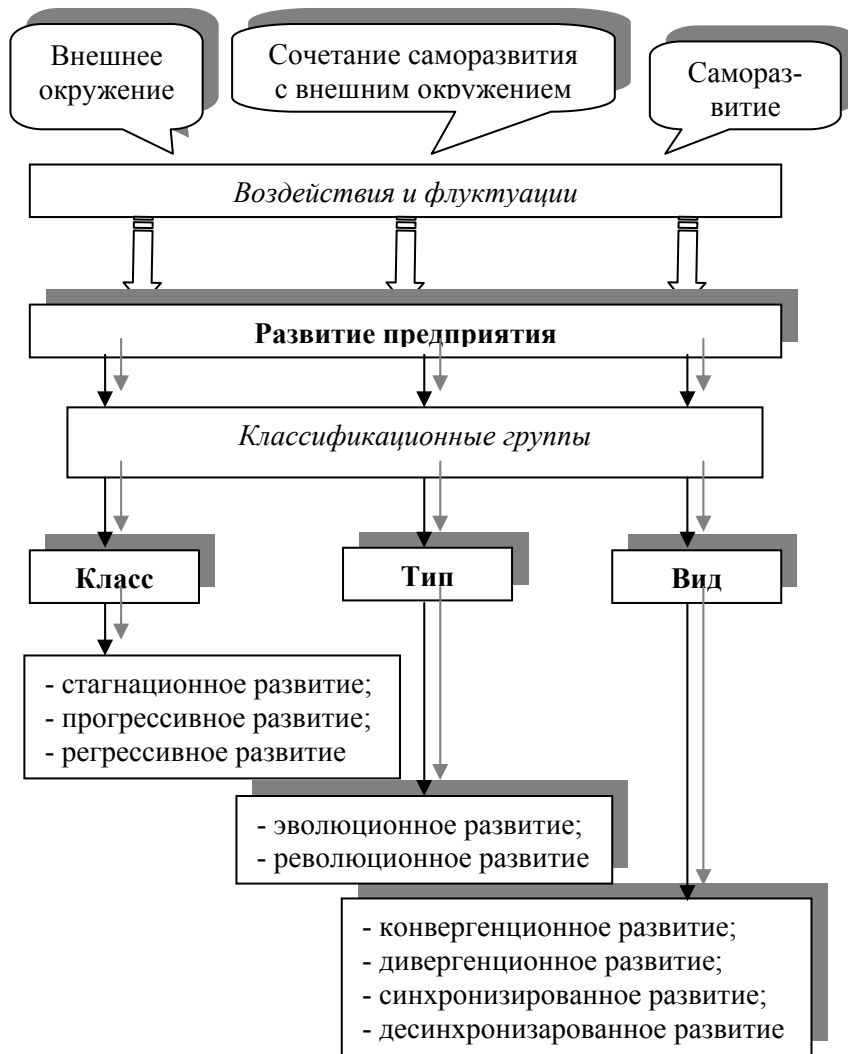 Внешнее
окружение
Сочетание саморазвития
с внешним окружением
Самораз-
витие
Воздействия и флуктуации
Развитие предприятия
Классификационные группы
Класс
Тип
Вид
- стагнационное развитие;
- прогрессивное развитие;
- регрессивное развитие
- эволюционное развитие;
- революционное развитие
- конвергенционное развитие;
- дивергенционное развитие;
- синхронизированное развитие;
- десинхронизарованное развитие